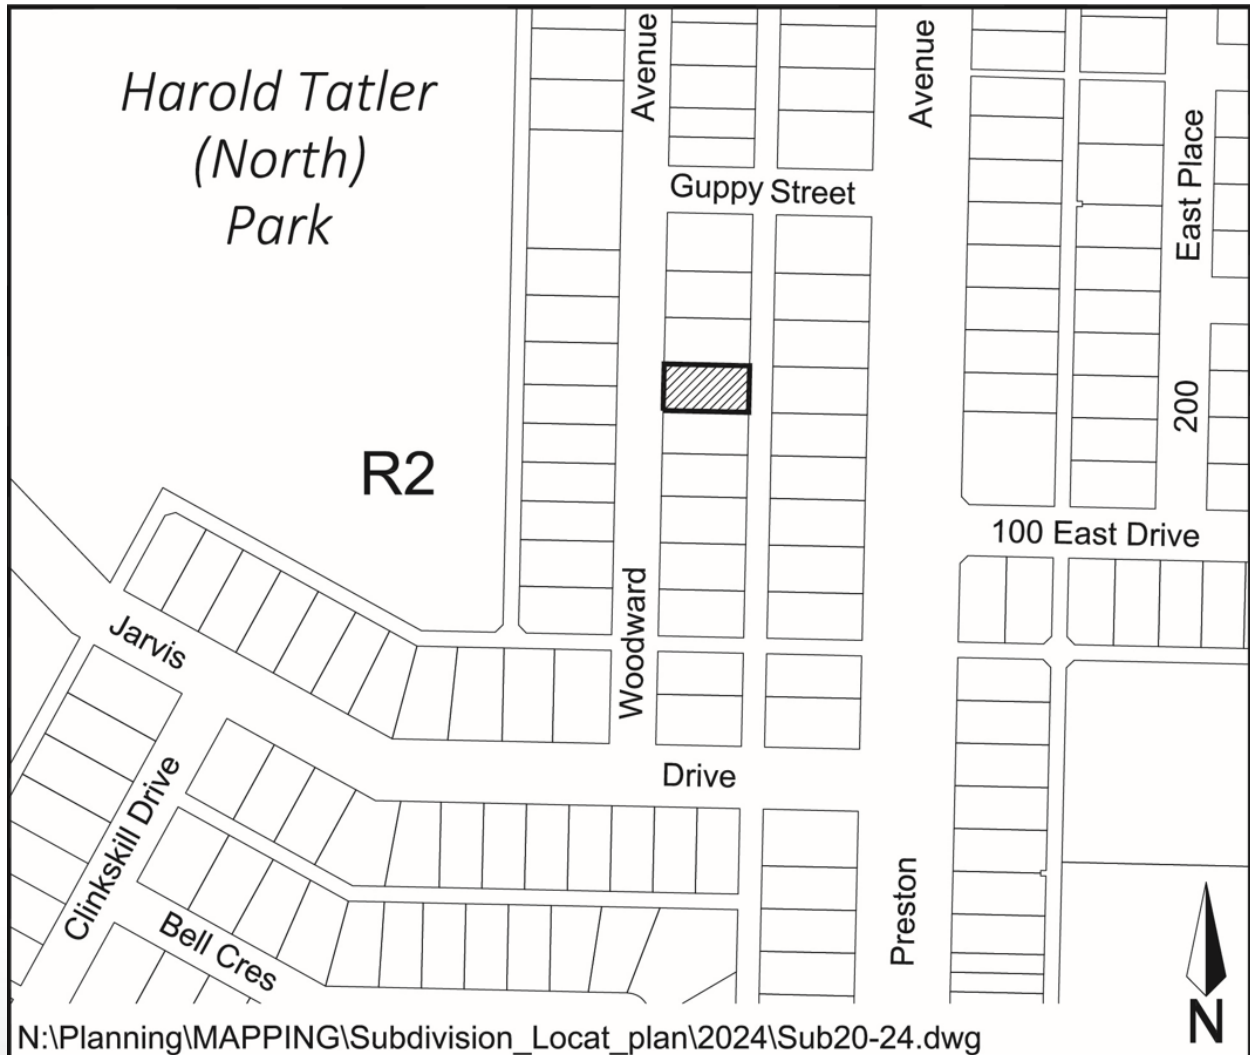 Harold Tatler
(North)
Park
Avenue
Avenue
Guppy Street
East Place
200
R2
100 East Drive
Woodward
Jarvis
Drive
Clinkskill Drive
Bell Cres
Preston
N
N:\Planning\MAPPING\Subdivision_Locat_plan\2024\Sub20-24.dwg